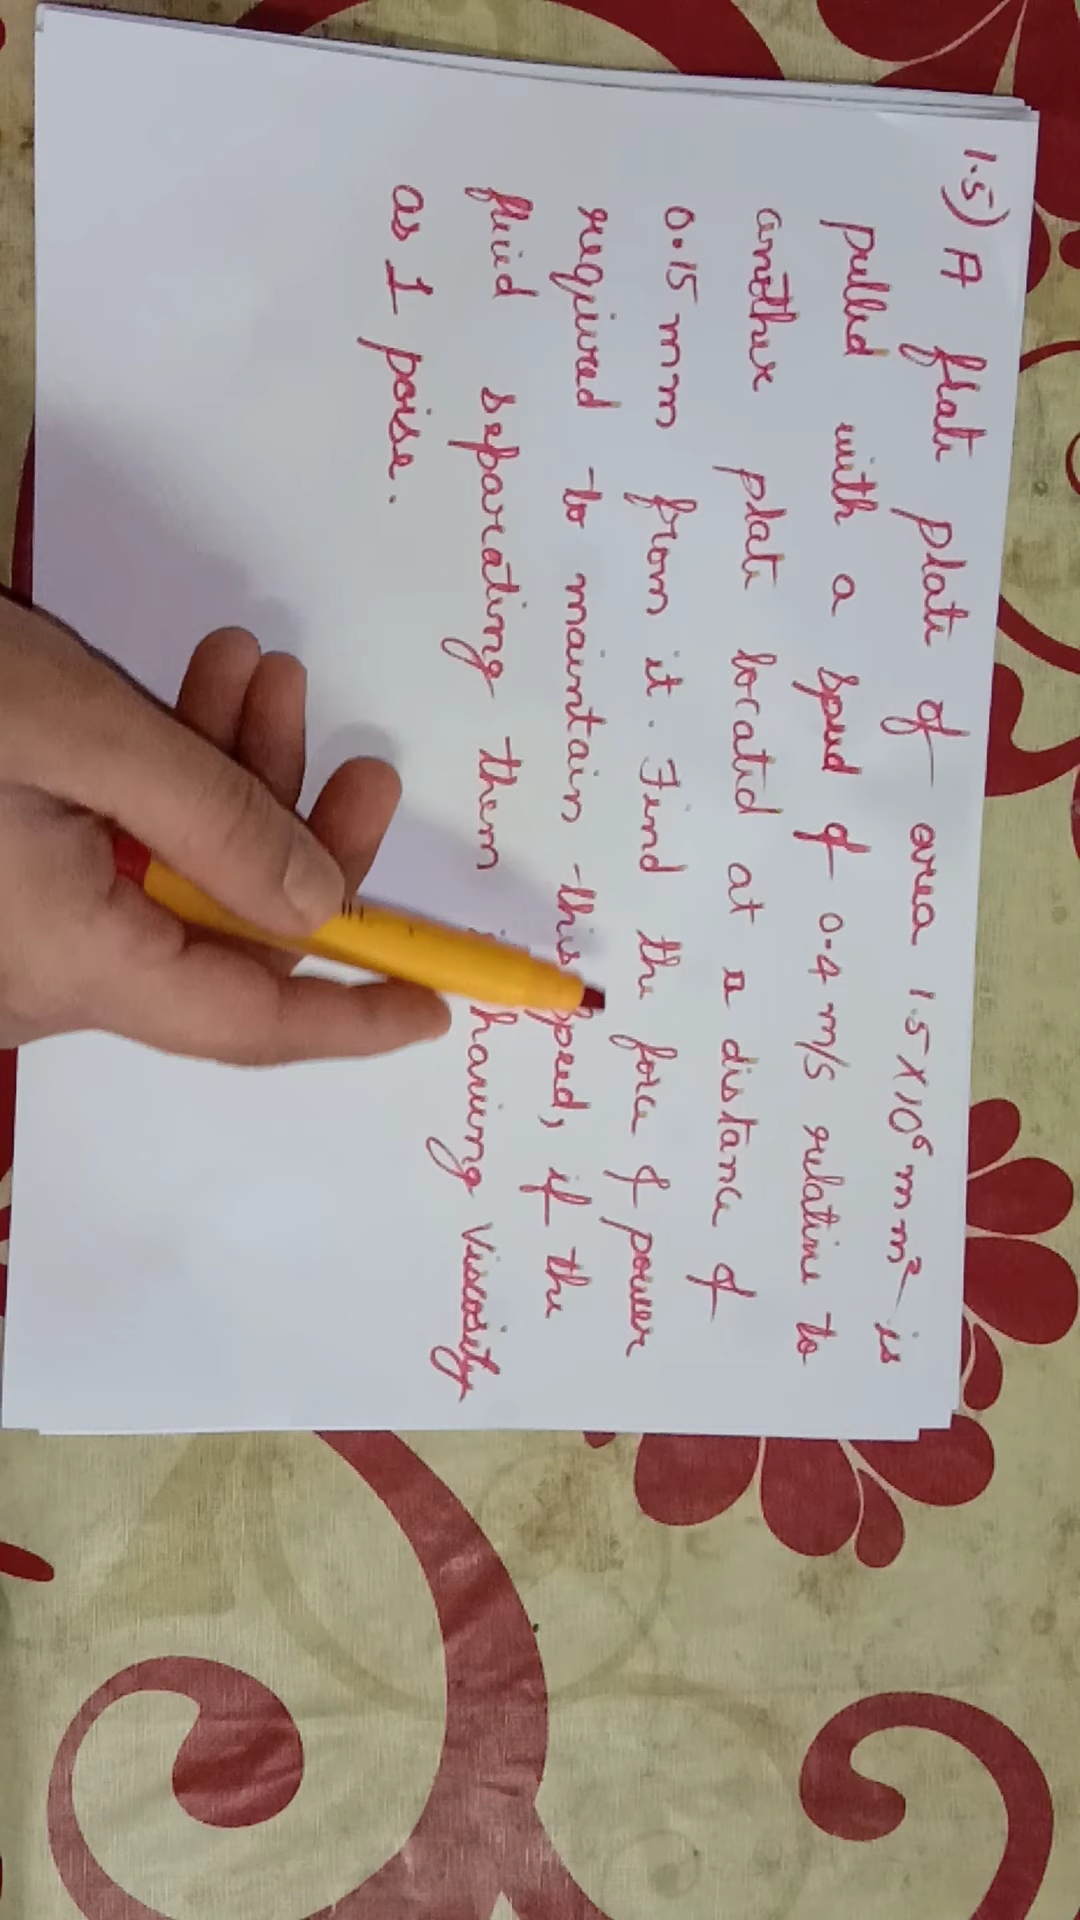 1.5) A flat plate of area 1.5 X 10⁶ mm² is
pulled with a speed of 0.4 m/s relative to
another plate located at a distance of
0.15 mm from it. Find the force & power
required to maintain this speed, if the
fluid separating them having viscosity
as 1 poise.